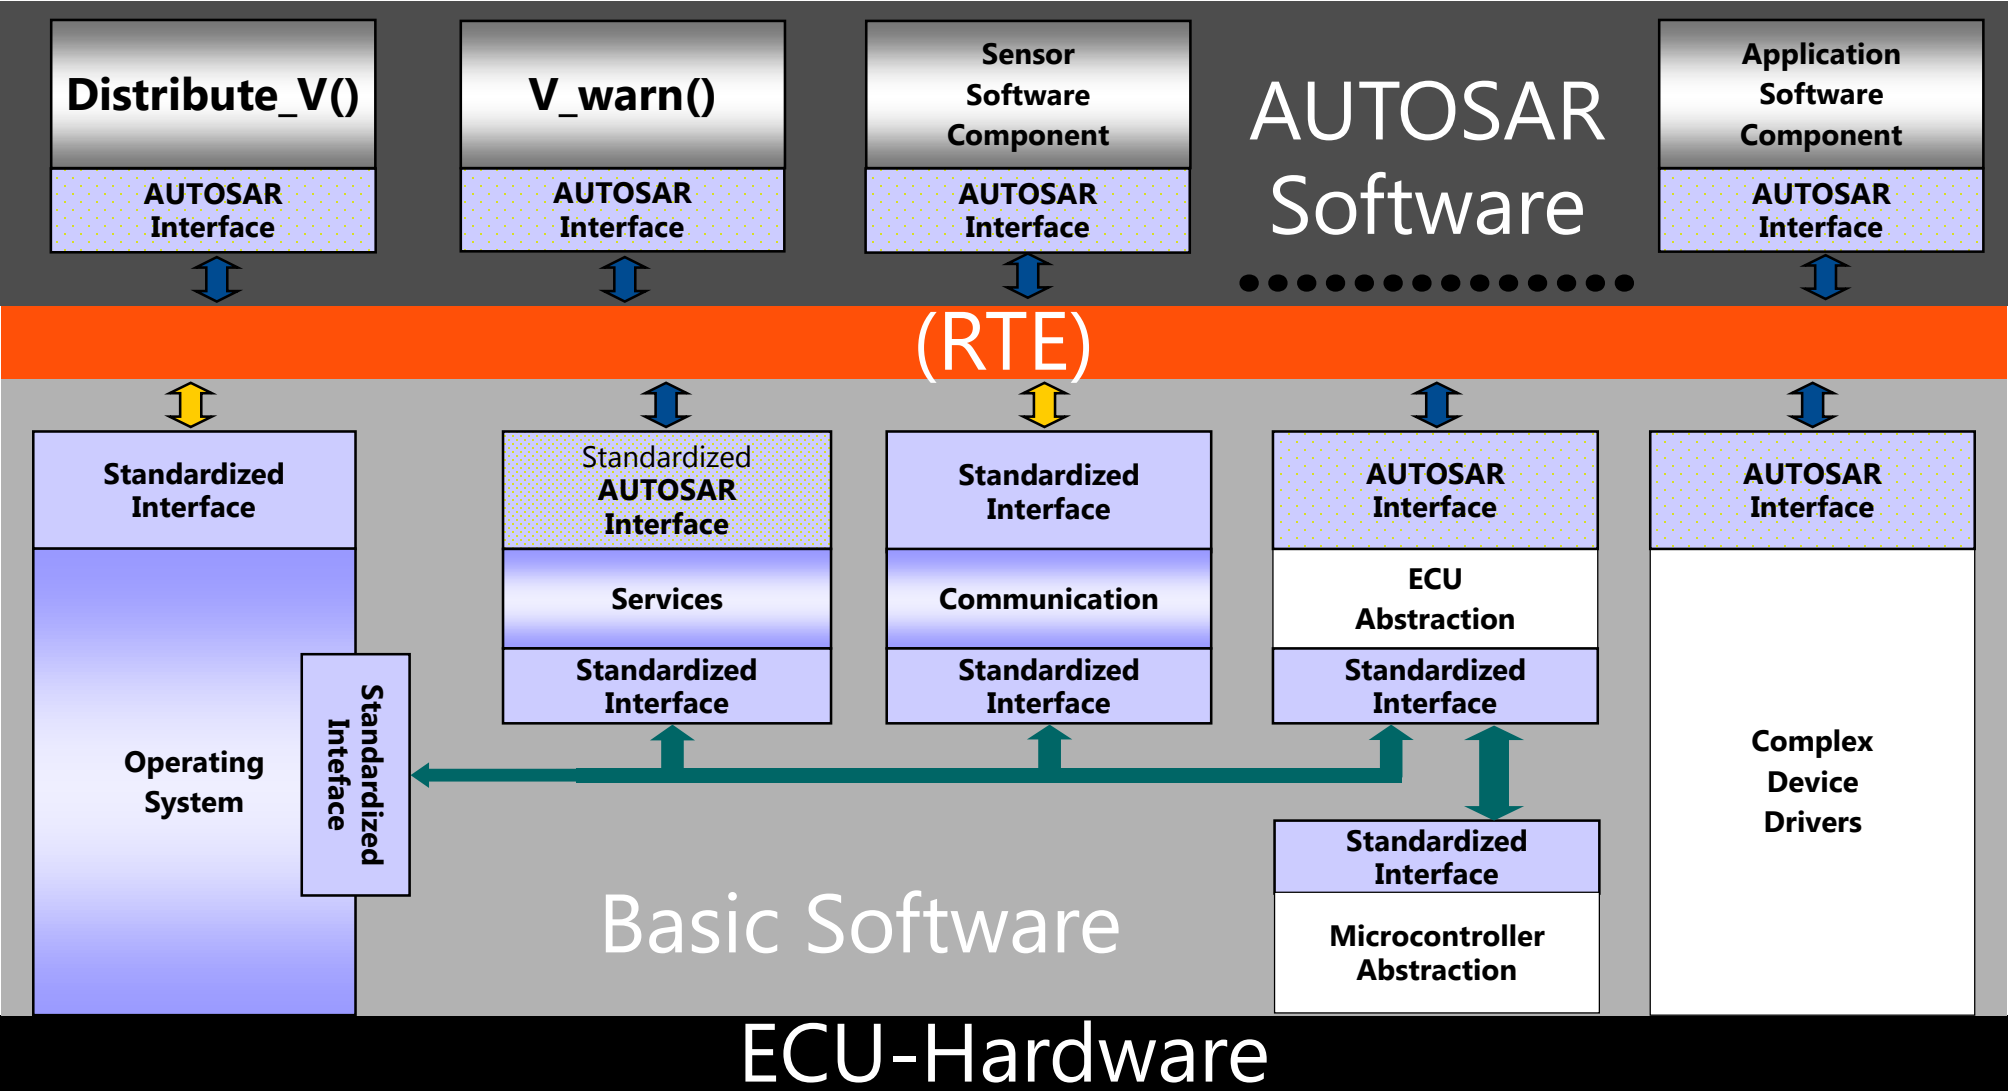 Distribute_V()
AUTOSAR
Interface
V_warn()
AUTOSAR
Interface
Sensor
Software
Component
AUTOSAR
Interface
AUTOSAR
Software
Application
Software
Component
AUTOSAR
Interface
(RTE)
Standardized
Interface
Operating
System
Standardized
Inteface
Standardized
AUTOSAR
Interface
Services
Standardized
Interface
Standardized
Interface
Communication
Standardized
Interface
AUTOSAR
Interface
ECU
Abstraction
Standardized
Interface
Standardized
Interface
Microcontroller
Abstraction
AUTOSAR
Interface
Complex
Device
Drivers
Basic Software
ECU-Hardware